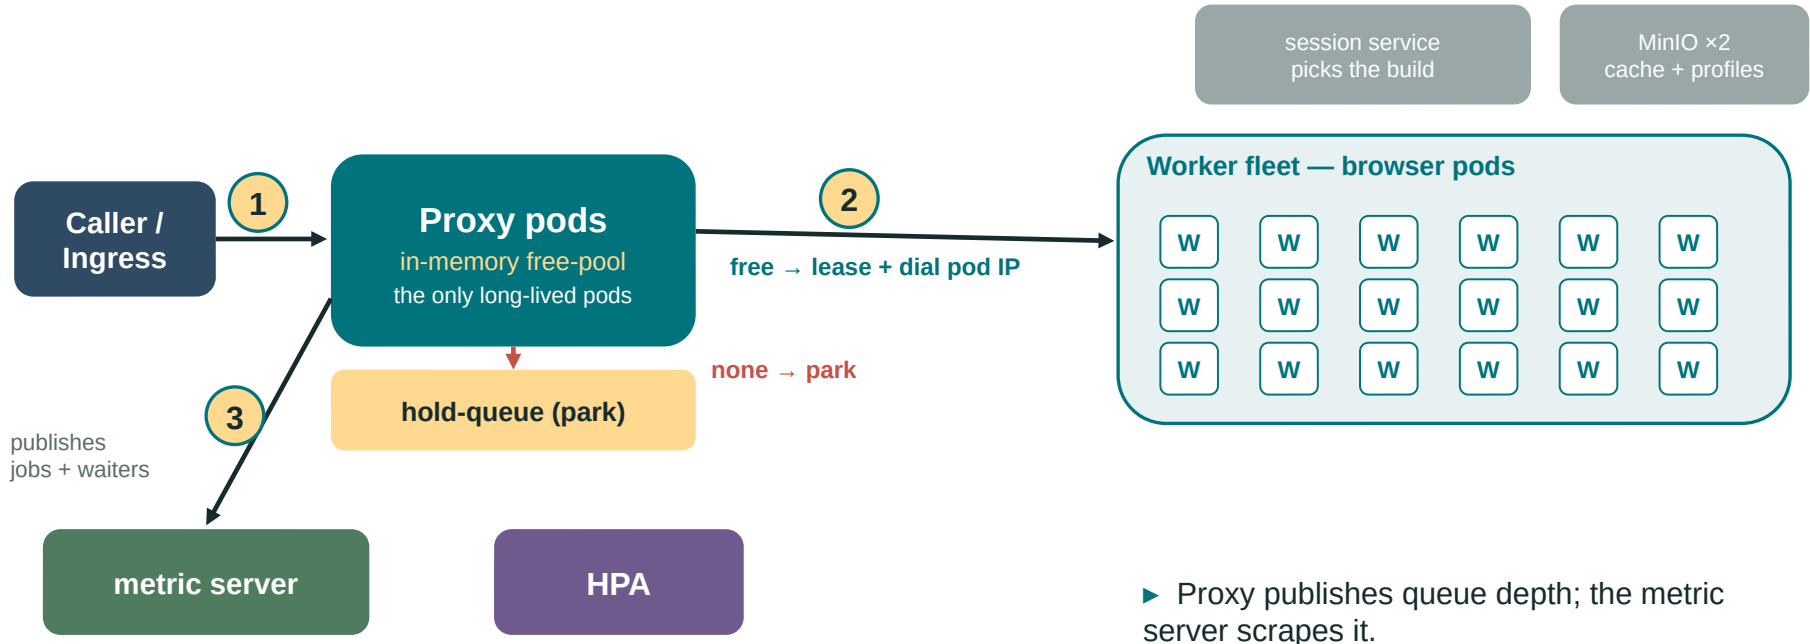 session service
picks the build
MinIO ×2
cache + profiles
Worker fleet — browser pods
Caller /
Ingress
1
Proxy pods
in-memory free-pool
the only long-lived pods
2
free → lease + dial pod IP
W W W W W W
W W W W W W
W W W W W W
none → park
hold-queue (park)
3
publishes
jobs + waiters
metric server
HPA
► Proxy publishes queue depth; the metric
server scrapes it.